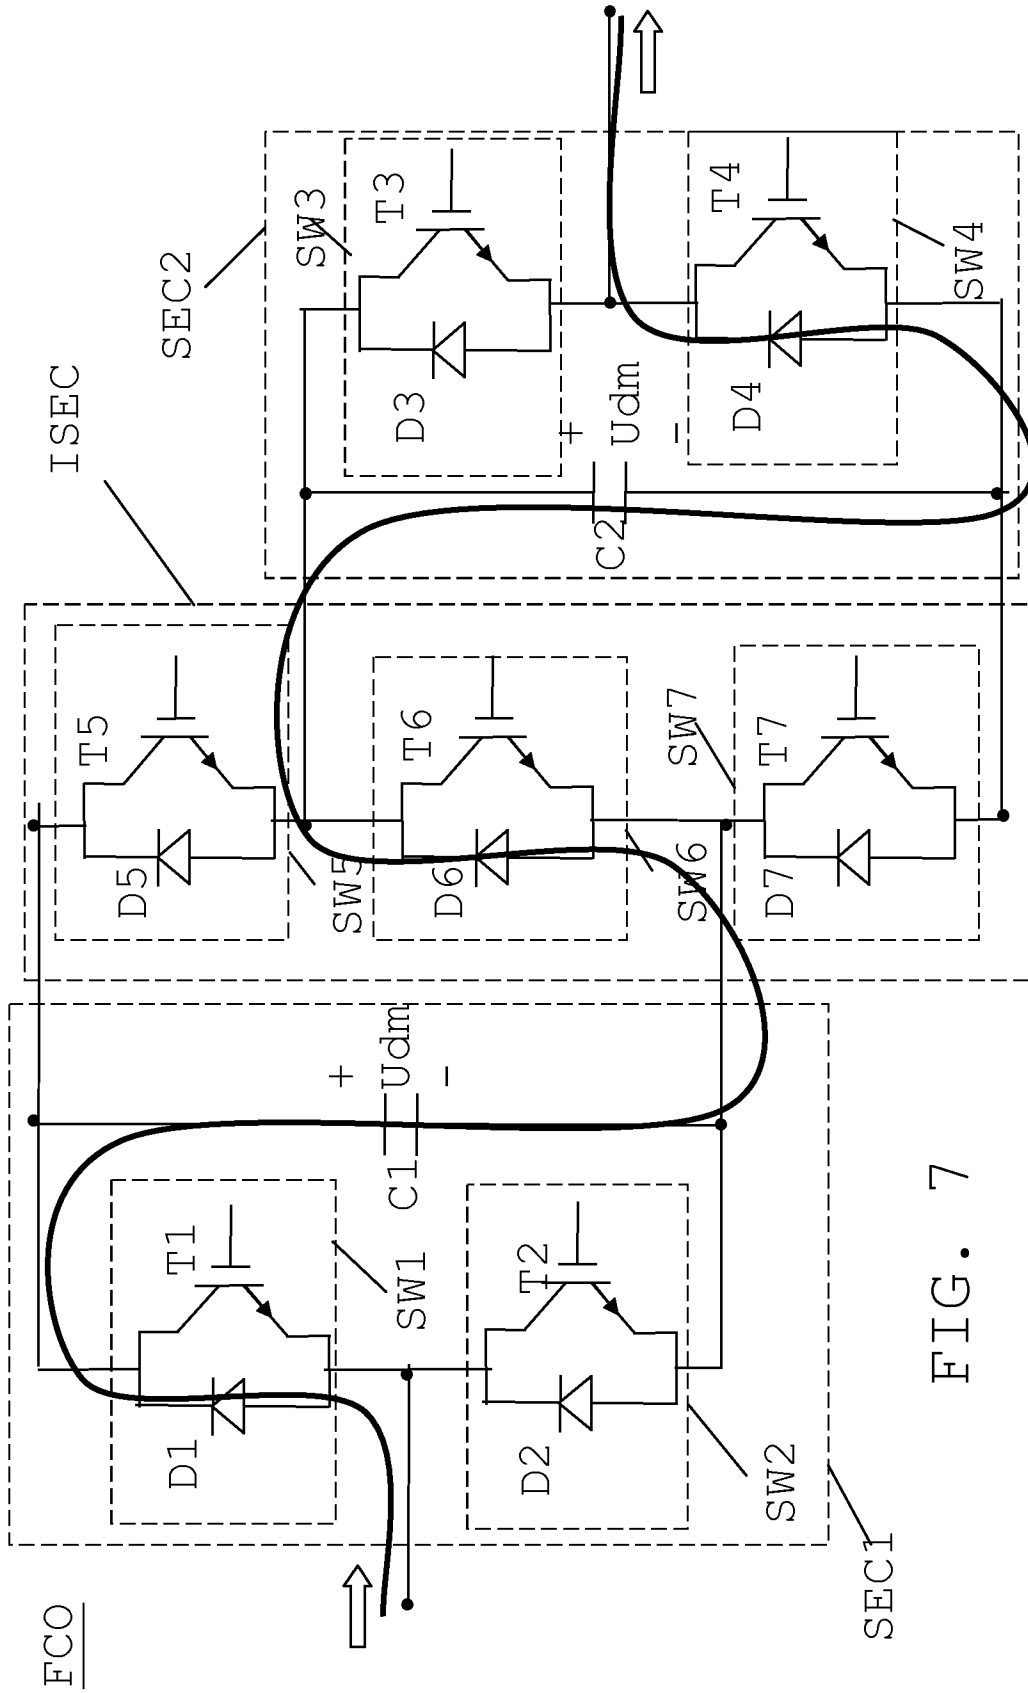 FCO
SEC1
SW1
D1
T1
SW2
D2
T2
C1
+
Udm
-
ISEC
SW5
D5
T5
SW6
D6
T6
SW7
D7
T7
SEC2
C2
+
Udm
-
SW3
D3
T3
SW4
D4
T4
FIG. 7